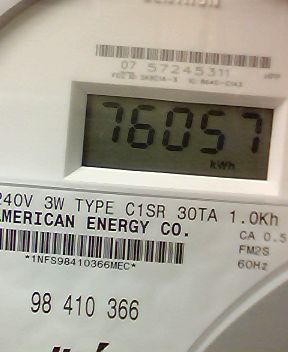 07 57245311
76057
kWh
240V 3W TYPE C1SR 30TA 1.0Kh
AMERICAN ENERGY CO.
CA 0.5
FM2S
60Hz
*1NFS98410366MEC*
98 410 366